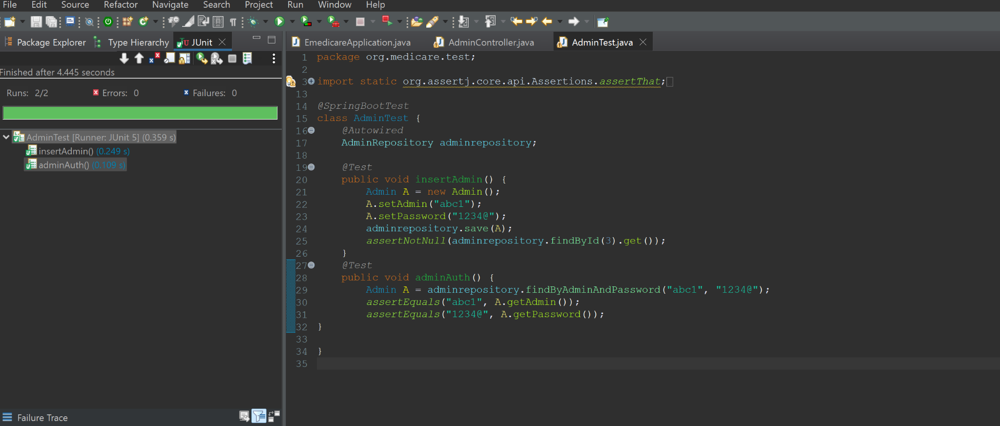 File Edit Source Refactor Navigate Search Project Run Window Help
Package Explorer Type Hierarchy JUnit
Finished after 4.445 seconds
Runs: 2/2 Errors: 0 Failures: 0
AdminTest [Runner: JUnit 5] (0.359 s)
insertAdmin() (0.249 s)
adminAuth() (0.109 s)
Failure Trace
EmedicareApplication.java AdminController.java AdminTest.java
1 package org.medicare.test;
2
3 import static org.assertj.core.api.Assertions.assertThat;
13
14 @SpringBootTest
15 class AdminTest {
16 @Autowired
17 AdminRepository adminrepository;
18
19 @Test
20 public void insertAdmin() {
21 Admin A = new Admin();
22 A.setAdmin("abc1");
23 A.setPassword("1234@");
24 adminrepository.save(A);
25 assertNotNull(adminrepository.findById(3).get());
26 }
27 @Test
28 public void adminAuth() {
29 Admin A = adminrepository.findByAdminAndPassword("abc1", "1234@");
30 assertEquals("abc1", A.getAdmin());
31 assertEquals("1234@", A.getPassword());
32 }
33
34 }
35